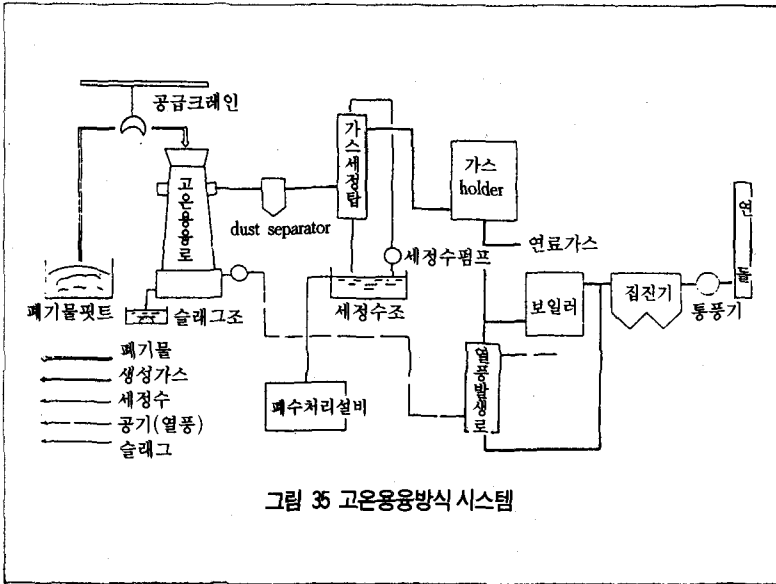 공급크레인
고온용융로
dust separator
가스세정탑
가스
holder
연료가스
세정수펌프
연돌
폐기물핏트
슬래그조
세정수조
보일러
집진기
통풍기
폐기물
생성가스
세정수
공기(열풍)
슬래그
폐수처리설비
열풍발생로
그림 35 고온용융방식 시스템